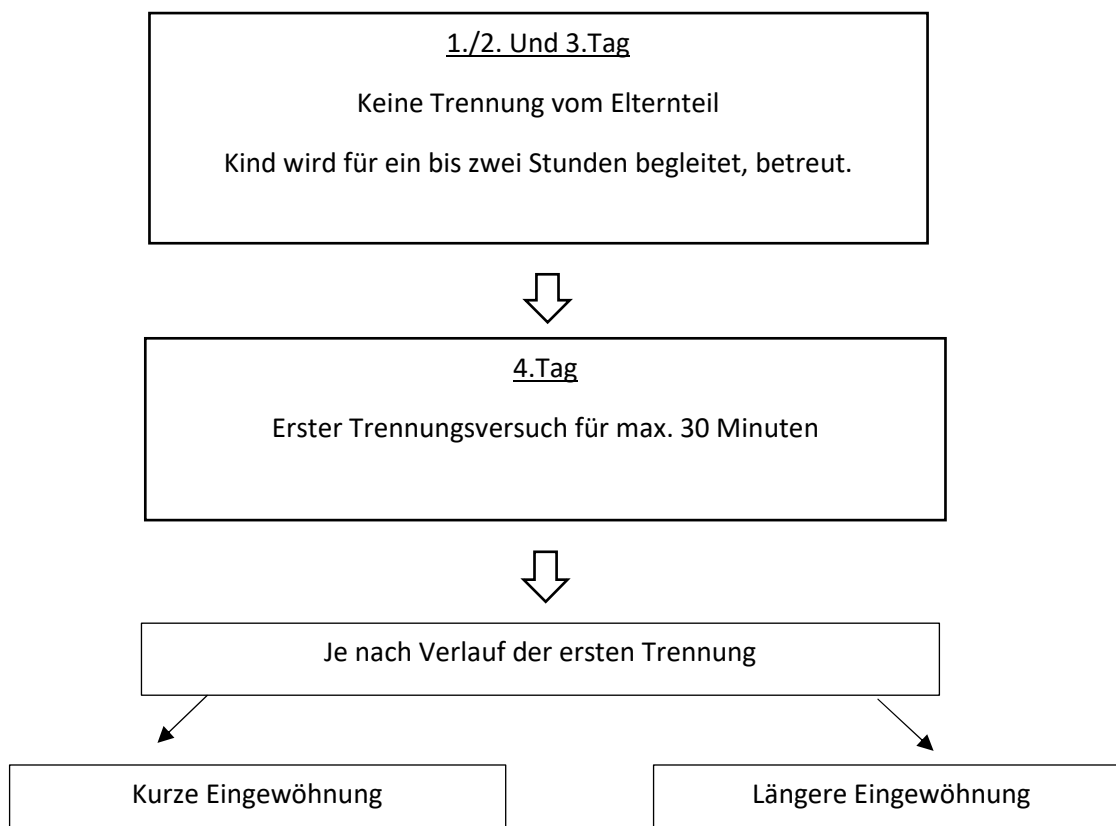 1./2. Und 3.Tag
Keine Trennung vom Elternteil
Kind wird für ein bis zwei Stunden begleitet, betreut.
4.Tag
Erster Trennungsversuch für max. 30 Minuten
Je nach Verlauf der ersten Trennung
Kurze Eingewöhnung
Längere Eingewöhnung